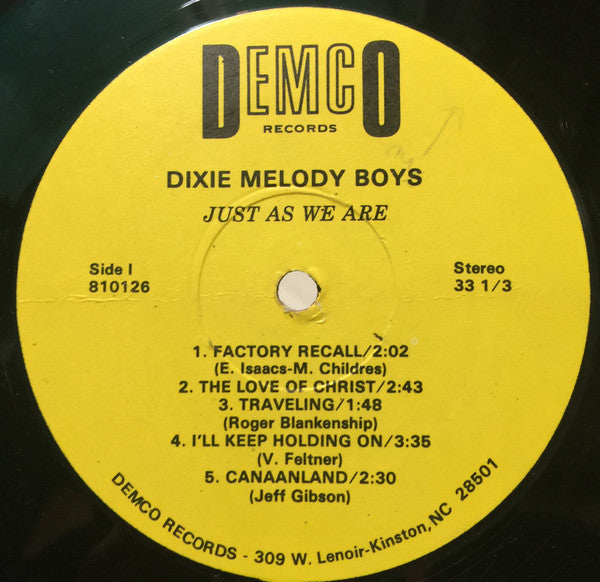 DEMCO
RECORDS
DIXIE MELODY BOYS
JUST AS WE ARE
Side I
810126
Stereo
33 1/3
1. FACTORY RECALL/2:02
(E. Isaacs-M. Childres)
2. THE LOVE OF CHRIST/2:43
3. TRAVELING/1:48
(Roger Blankenship)
4. I'LL KEEP HOLDING ON/3:35
(V. Feltner)
5. CANAANLAND/2:30
(Jeff Gibson)
DEMCO RECORDS - 309 W. Lenoir-Kinston, NC 28501